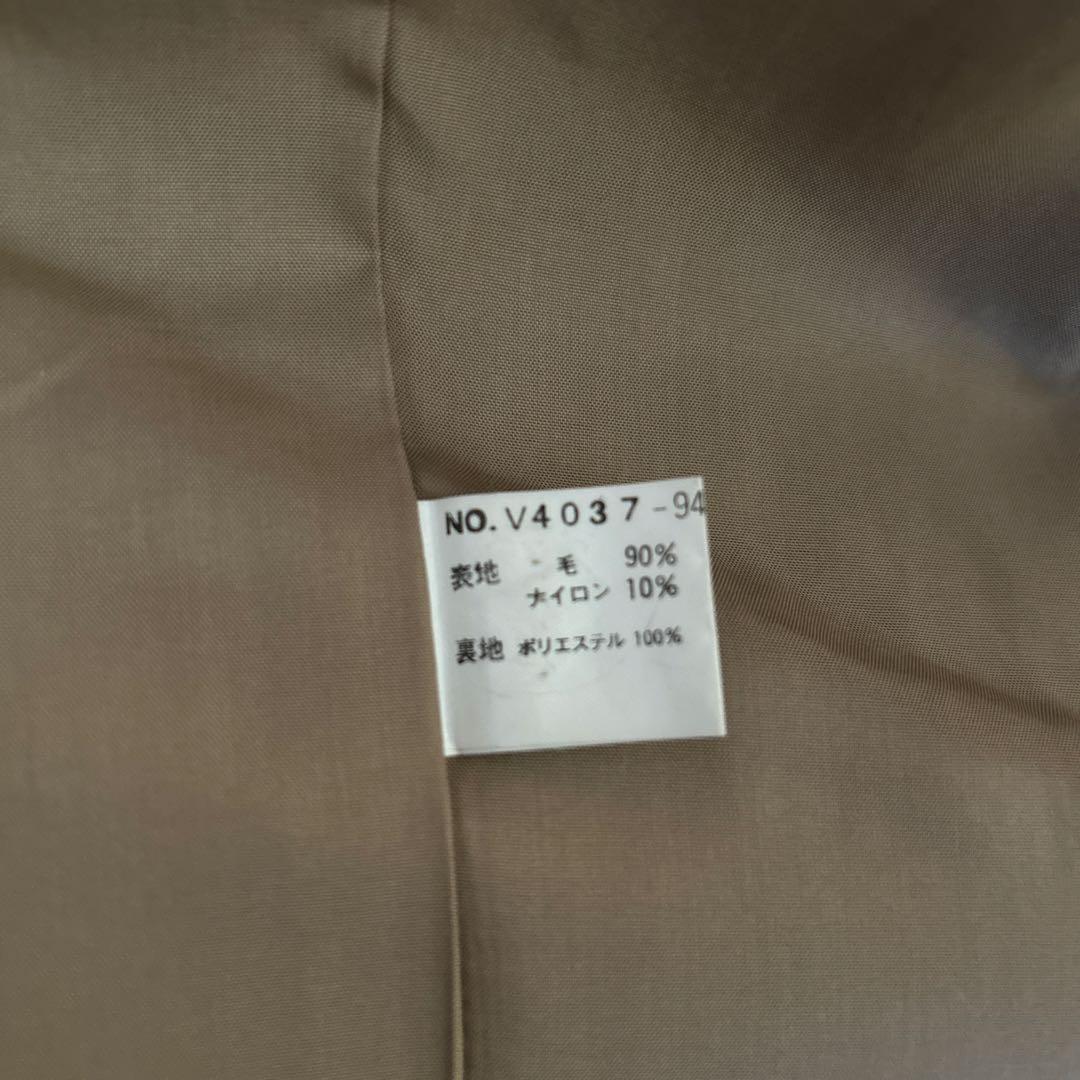 NO. V4037-94
表地 毛 90%
ナイロン 10%
裏地 ポリエステル 100%